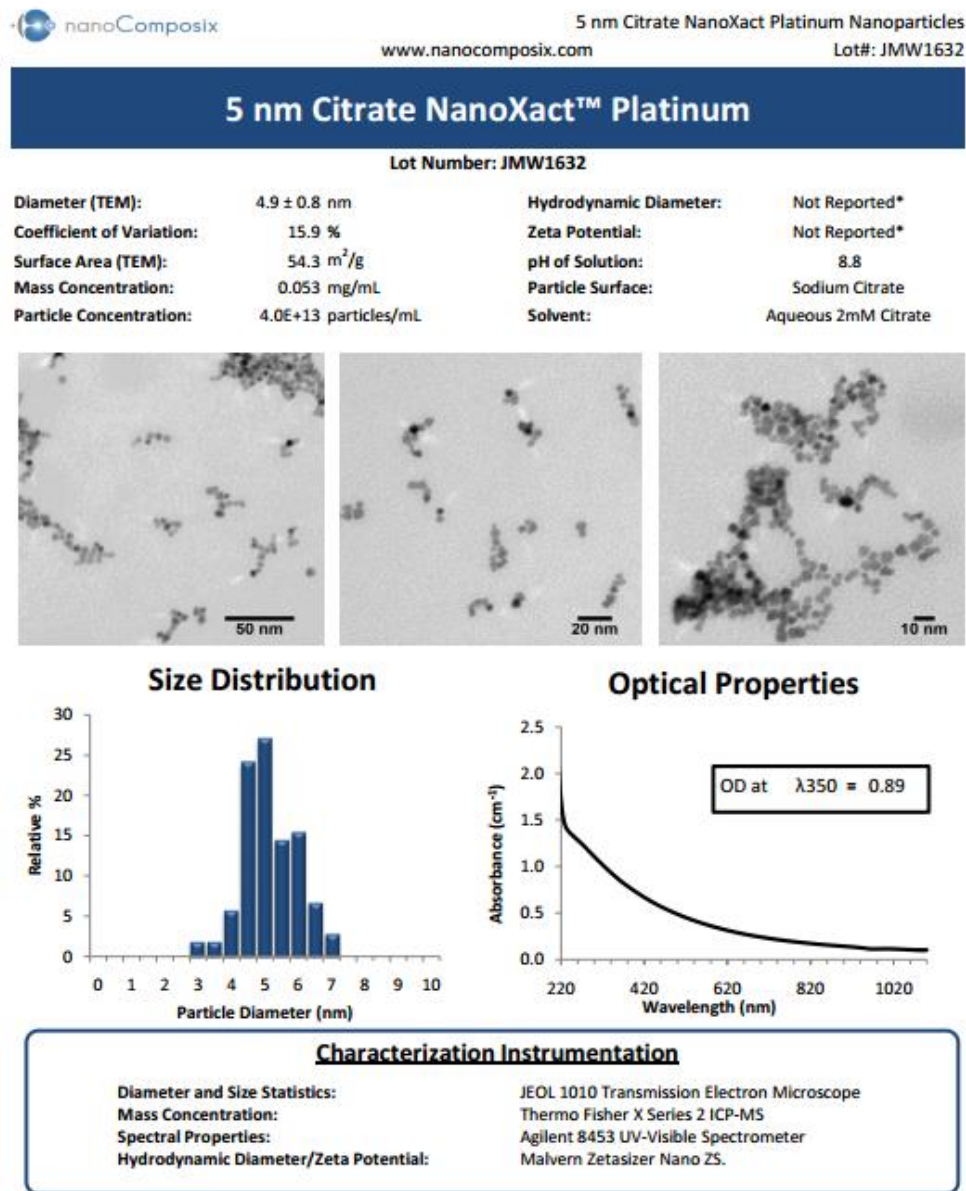 nanoComposix
5 nm Citrate NanoXact Platinum Nanoparticles
www.nanocomposix.com
Lot#: JMW1632
5 nm Citrate NanoXact™ Platinum
Lot Number: JMW1632
Diameter (TEM): 4.9 ± 0.8 nm
Coefficient of Variation: 15.9 %
Surface Area (TEM): 54.3 m²/g
Mass Concentration: 0.053 mg/mL
Particle Concentration: 4.0E+13 particles/mL
Hydrodynamic Diameter: Not Reported*
Zeta Potential: Not Reported*
pH of Solution: 8.8
Particle Surface: Sodium Citrate
Solvent: Aqueous 2mM Citrate
50 nm
20 nm
10 nm
Size Distribution
30
25
20
15
10
5
0
Relative %
0 1 2 3 4 5 6 7 8 9 10
Particle Diameter (nm)
Optical Properties
2.5
2.0
1.5
1.0
0.5
0.0
Absorbance (cm⁻¹)
OD at λ350 = 0.89
220 420 620 820 1020
Wavelength (nm)
Characterization Instrumentation
Diameter and Size Statistics: JEOL 1010 Transmission Electron Microscope
Mass Concentration: Thermo Fisher X Series 2 ICP-MS
Spectral Properties: Agilent 8453 UV-Visible Spectrometer
Hydrodynamic Diameter/Zeta Potential: Malvern Zetasizer Nano ZS.